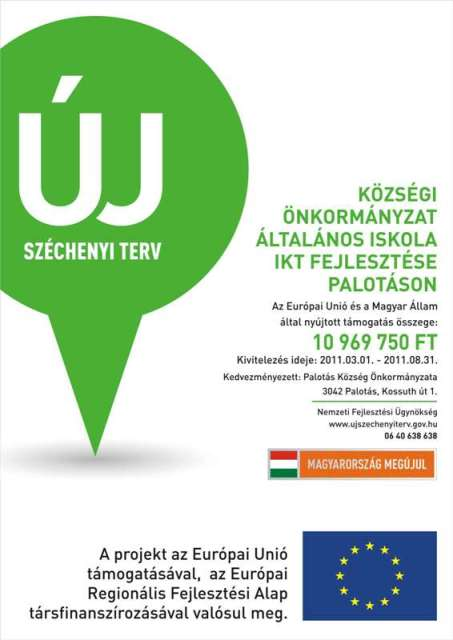 ÚJ
SZÉCHENYI TERV
KÖZSÉGI
ÖNKORMÁNYZAT
ÁLTALÁNOS ISKOLA
IKT FEJLESZTÉSE
PALOTÁSON
Az Európai Unió és a Magyar Állam
által nyújtott támogatás összege:
10 969 750 FT
Kivitelezés ideje: 2011.03.01. - 2011.08.31.
Kedvezményezett: Palotás Község Önkormányzata
3042 Palotás, Kossuth út 1.
Nemzeti Fejlesztési Ügynökség
www.ujszechenyiterv.gov.hu
06 40 638 638
MAGYARORSZÁG MEGÚJUL
A projekt az Európai Unió
támogatásával, az Európai
Regionális Fejlesztési Alap
társfinanszírozásával valósul meg.